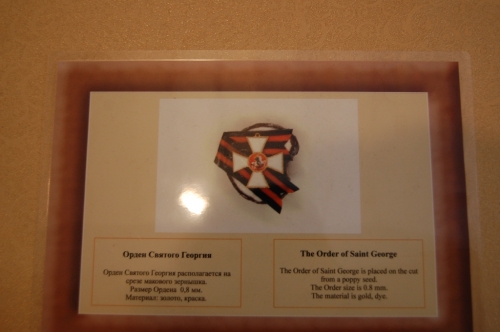 Орден Святого Георгия
Орден Святого Георгия располагается на
срезе макового зернышка.
Размер Ордена 0,8 мм.
Материал: золото, краска.
The Order of Saint George
The Order of Saint George is placed on the cut
from a poppy seed.
The Order size is 0.8 mm.
The material is gold, dye.